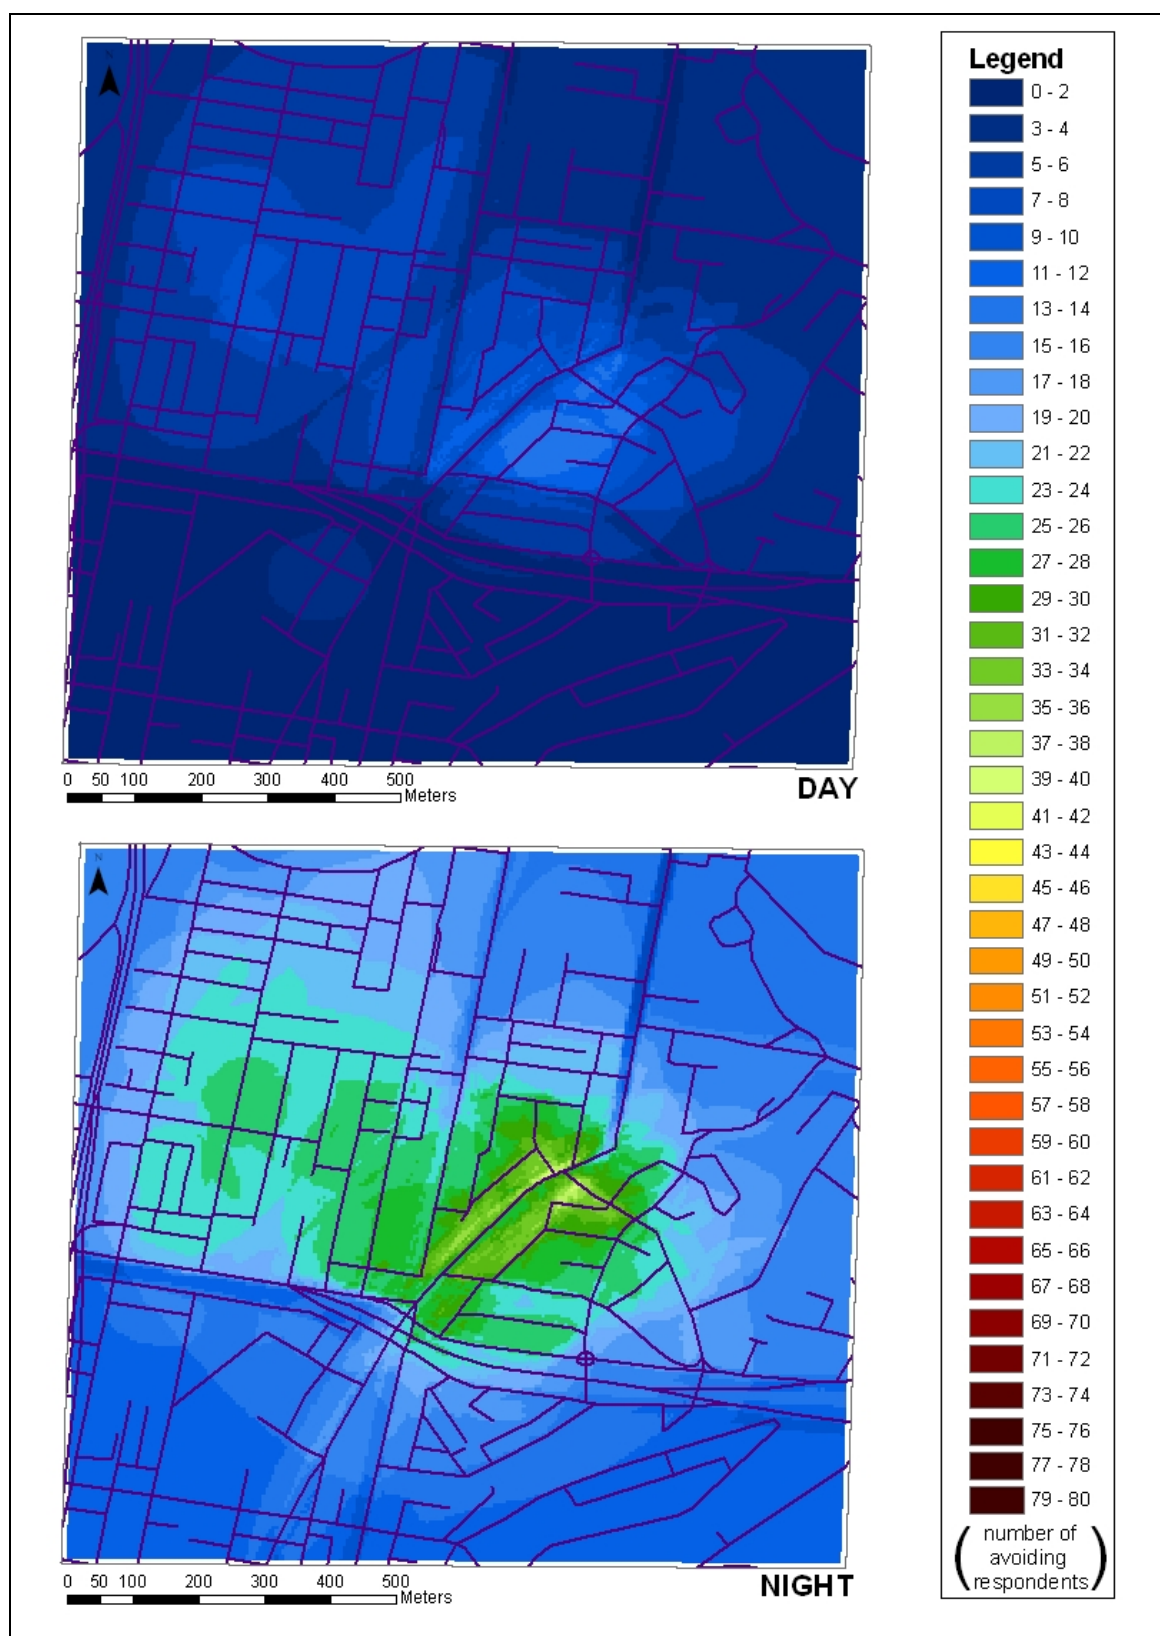 N
0 50 100 200 300 400 500
Meters
DAY
N
0 50 100 200 300 400 500
Meters
NIGHT
Legend
0 - 2
3 - 4
5 - 6
7 - 8
9 - 10
11 - 12
13 - 14
15 - 16
17 - 18
19 - 20
21 - 22
23 - 24
25 - 26
27 - 28
29 - 30
31 - 32
33 - 34
35 - 36
37 - 38
39 - 40
41 - 42
43 - 44
45 - 46
47 - 48
49 - 50
51 - 52
53 - 54
55 - 56
57 - 58
59 - 60
61 - 62
63 - 64
65 - 66
67 - 68
69 - 70
71 - 72
73 - 74
75 - 76
77 - 78
79 - 80
( number of
avoiding
respondents )